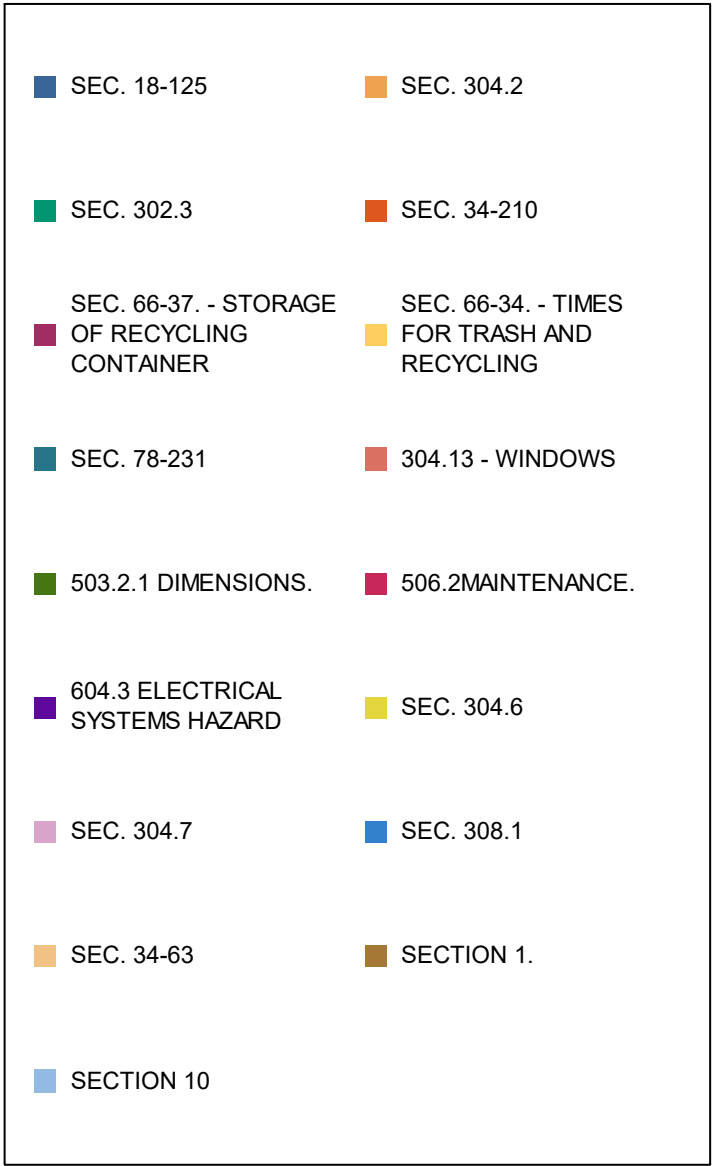 SEC. 18-125
SEC. 304.2
SEC. 302.3
SEC. 34-210
SEC. 66-37. - STORAGE
OF RECYCLING
CONTAINER
SEC. 66-34. - TIMES
FOR TRASH AND
RECYCLING
SEC. 78-231
304.13 - WINDOWS
503.2.1 DIMENSIONS.
506.2MAINTENANCE.
604.3 ELECTRICAL
SYSTEMS HAZARD
SEC. 304.6
SEC. 304.7
SEC. 308.1
SEC. 34-63
SECTION 1.
SECTION 10